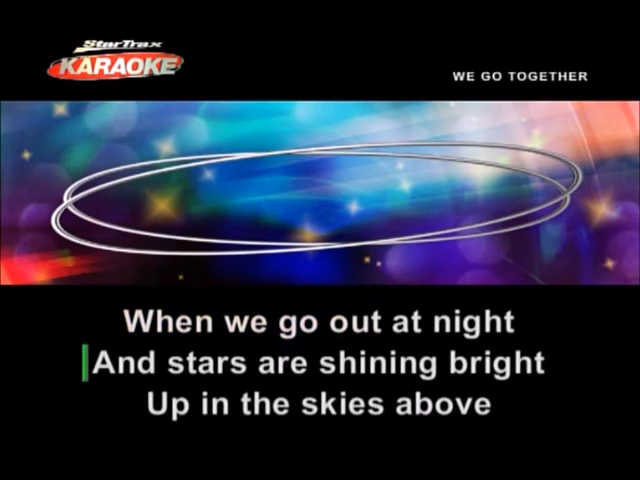 StarTrax
KARAOKE
WE GO TOGETHER
When we go out at night
And stars are shining bright
Up in the skies above